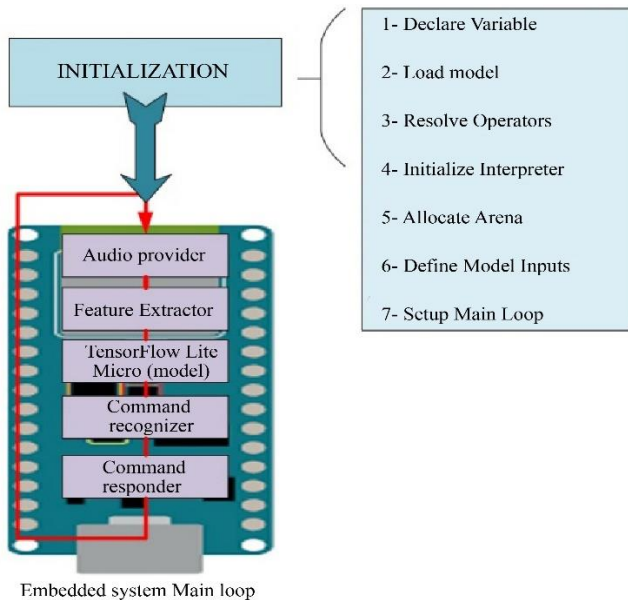 INITIALIZATION
1- Declare Variable
2- Load model
3- Resolve Operators
4- Initialize Interpreter
5- Allocate Arena
6- Define Model Inputs
7- Setup Main Loop
Audio provider
Feature Extractor
TensorFlow Lite
Micro (model)
Command
recognizer
Command
responder
Embedded system Main loop